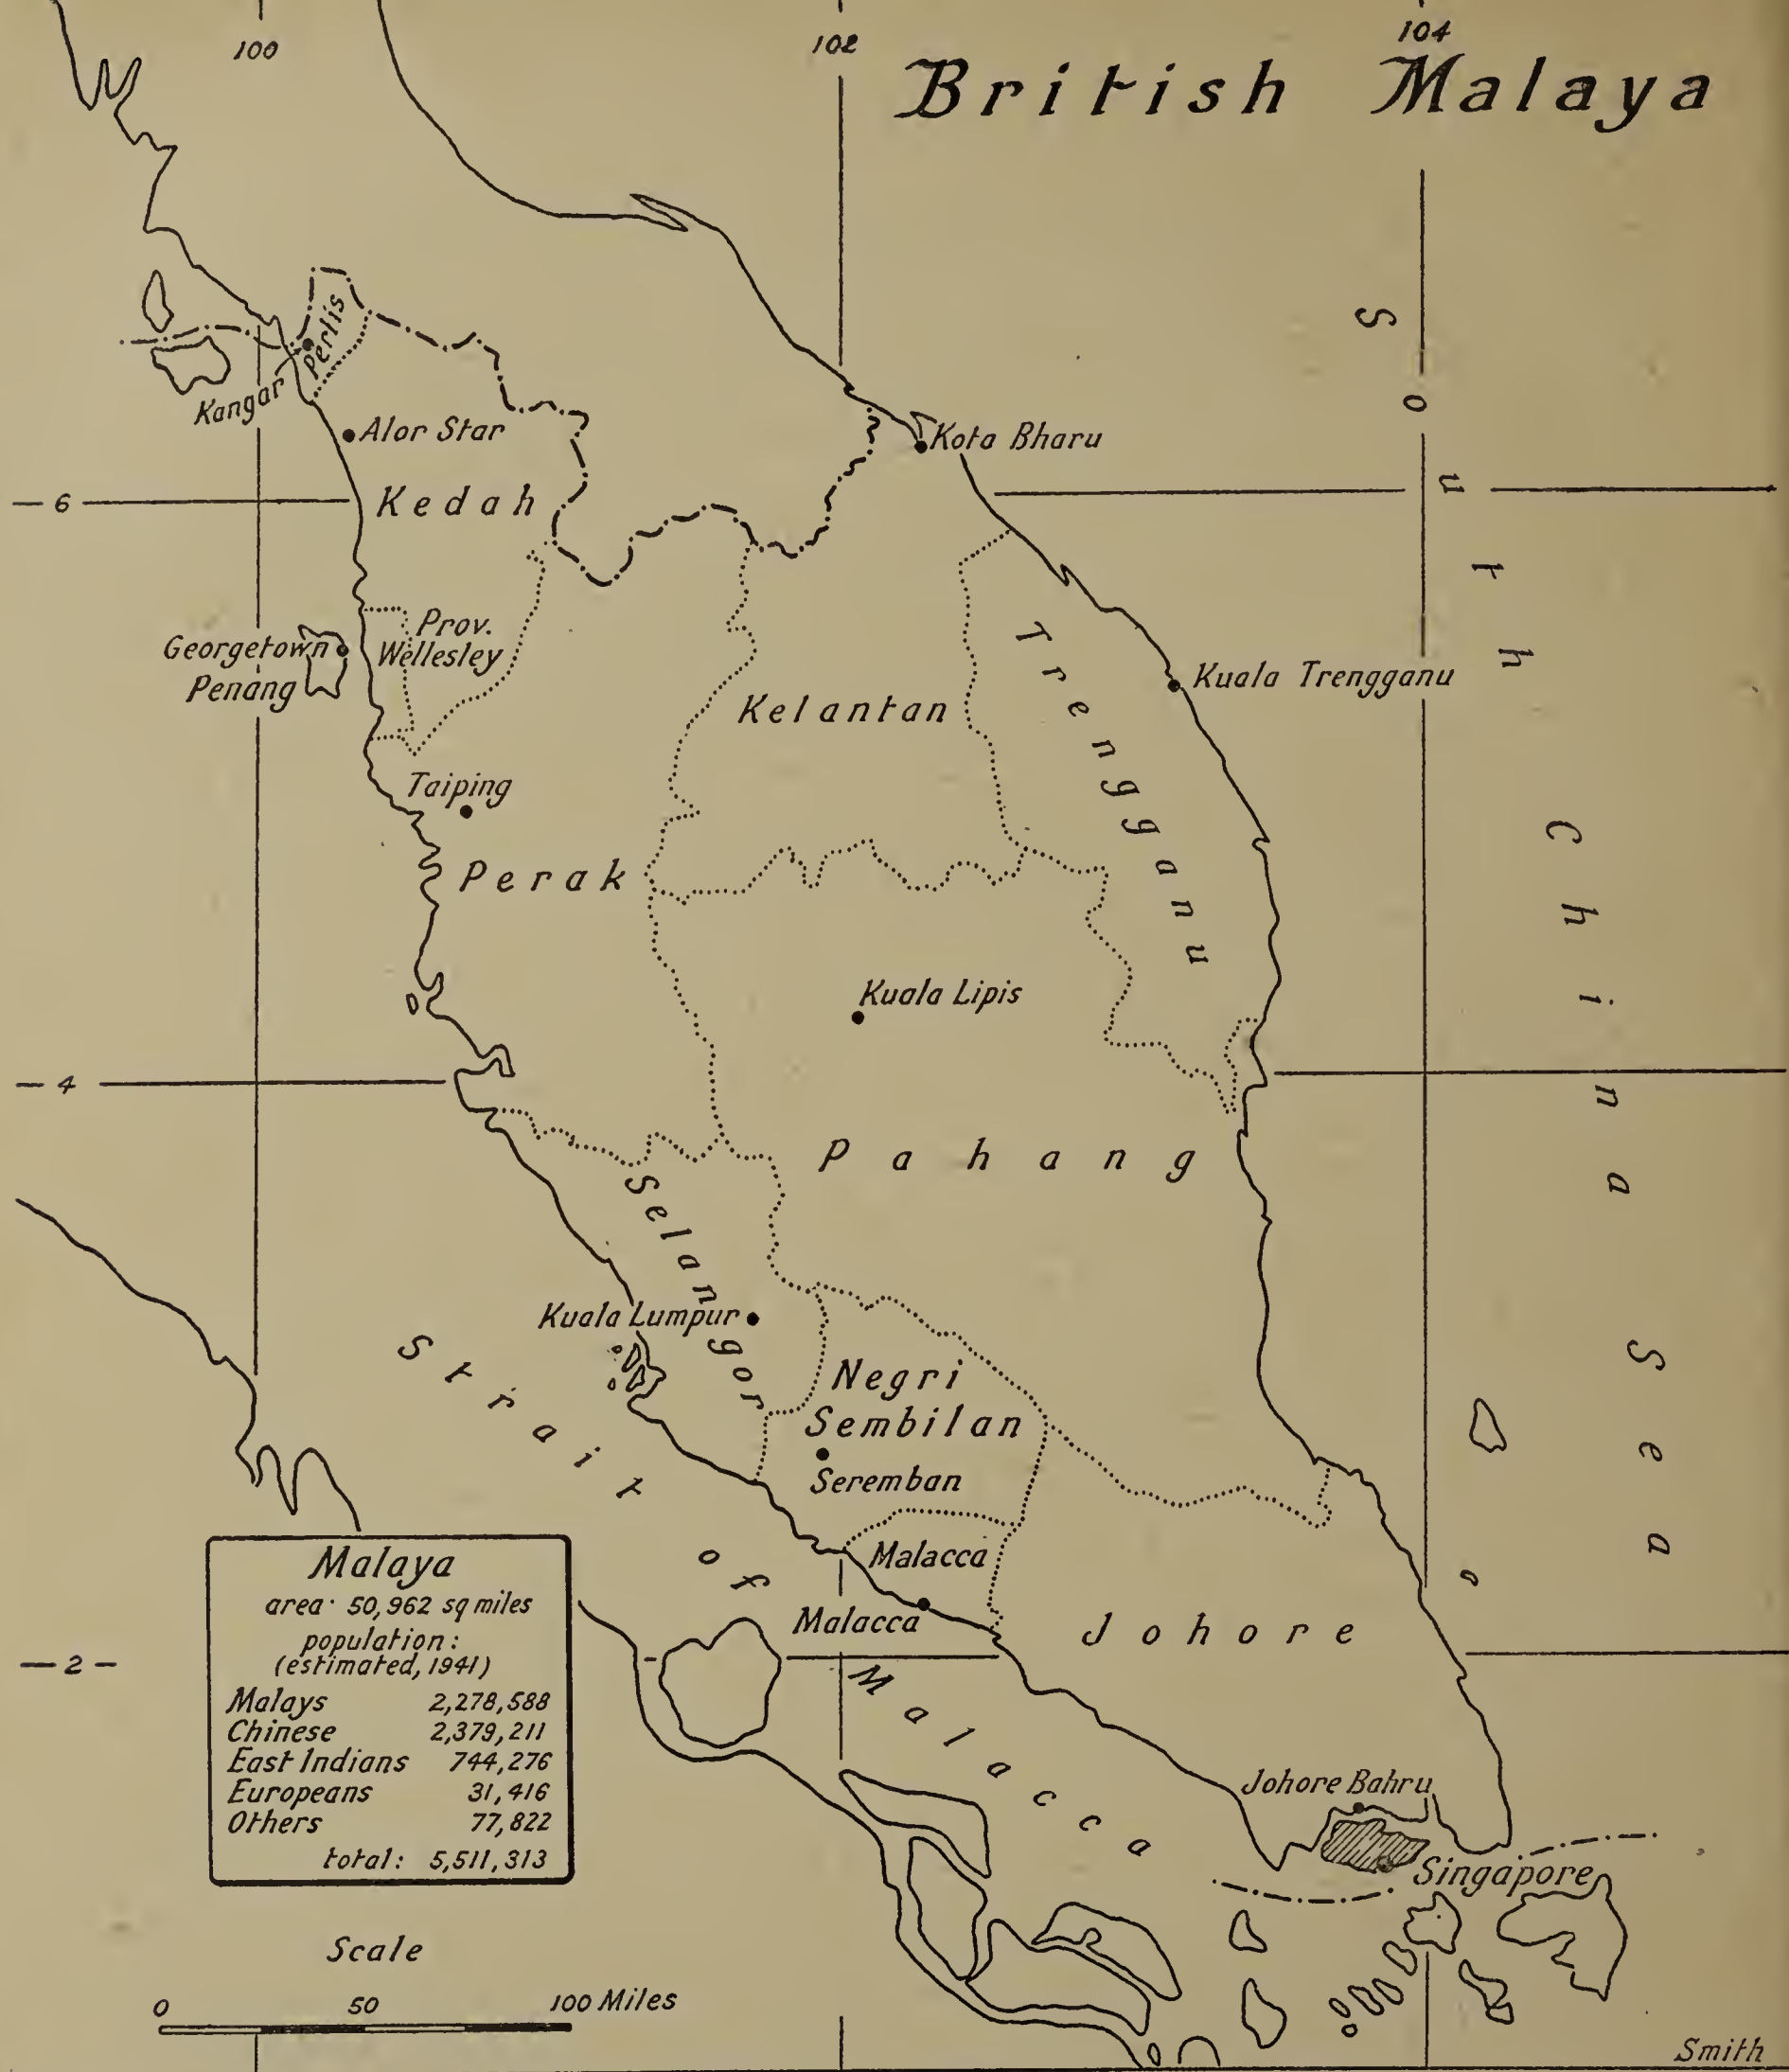 100
102
104
British Malaya
South China Sea
Perlis
Kangar
Alor Star
Kota Bharu
6
Kedah
Prov.
Wellesley
Georgetown
Penang
Kuala Trengganu
Trengganu
Kelantan
Taiping
Perak
Kuala Lipis
4
Pahang
Selangor
Kuala Lumpur
Strait of Malacca
Negri
Sembilan
Seremban
Malacca
Malacca
Johore
2
Malaya
area· 50,962 sq miles
population:
(estimated, 1941)
Malays 2,278,588
Chinese 2,379,211
East Indians 744,276
Europeans 31,416
Others 77,822
total: 5,511,313
Johore Bahru
Singapore
Scale
0 50 100 Miles
Smith